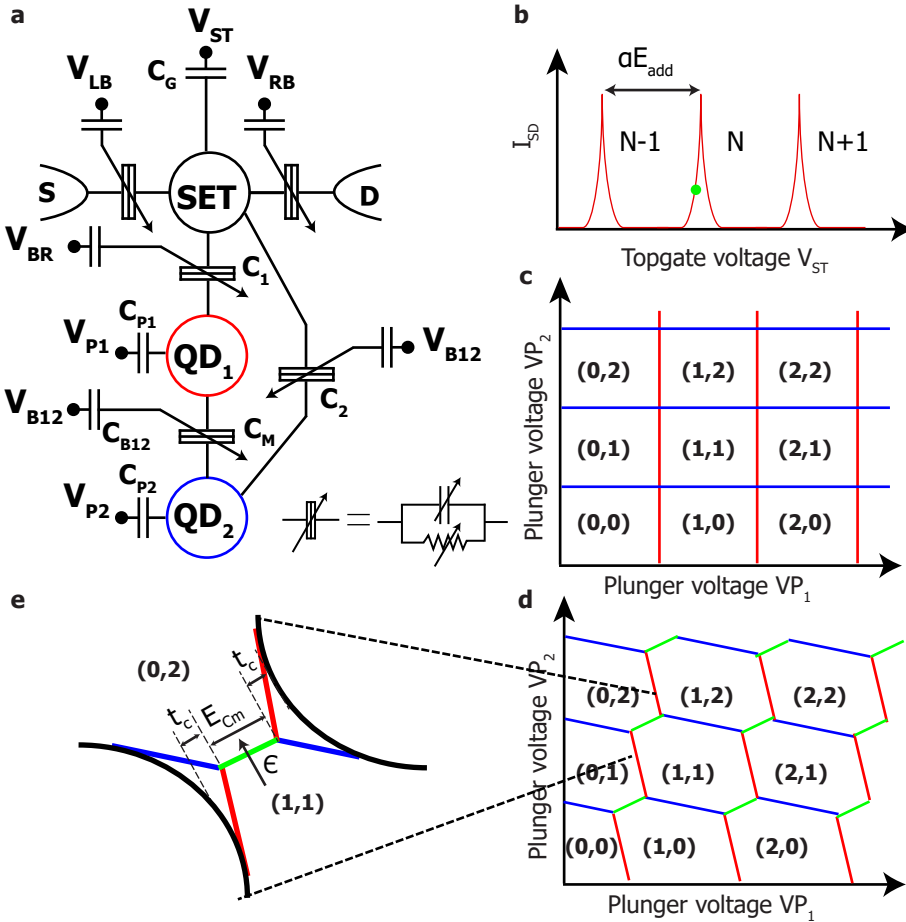 a
V_ST
C_G
V_LB
V_RB
S
SET
D
V_BR
C_1
C_P1
V_P1
QD_1
V_B12
C_2
V_B12
C_B12
C_M
C_P2
V_P2
QD_2
=
b
αE_add
I_SD
N-1
N
N+1
Topgate voltage V_ST
c
Plunger voltage VP_2
(0,2)
(1,2)
(2,2)
(0,1)
(1,1)
(2,1)
(0,0)
(1,0)
(2,0)
Plunger voltage VP_1
e
(0,2)
t_c
t_c
E_Cm
ϵ
(1,1)
d
Plunger voltage VP_2
(0,2)
(1,2)
(2,2)
(0,1)
(1,1)
(2,1)
(0,0)
(1,0)
(2,0)
Plunger voltage VP_1